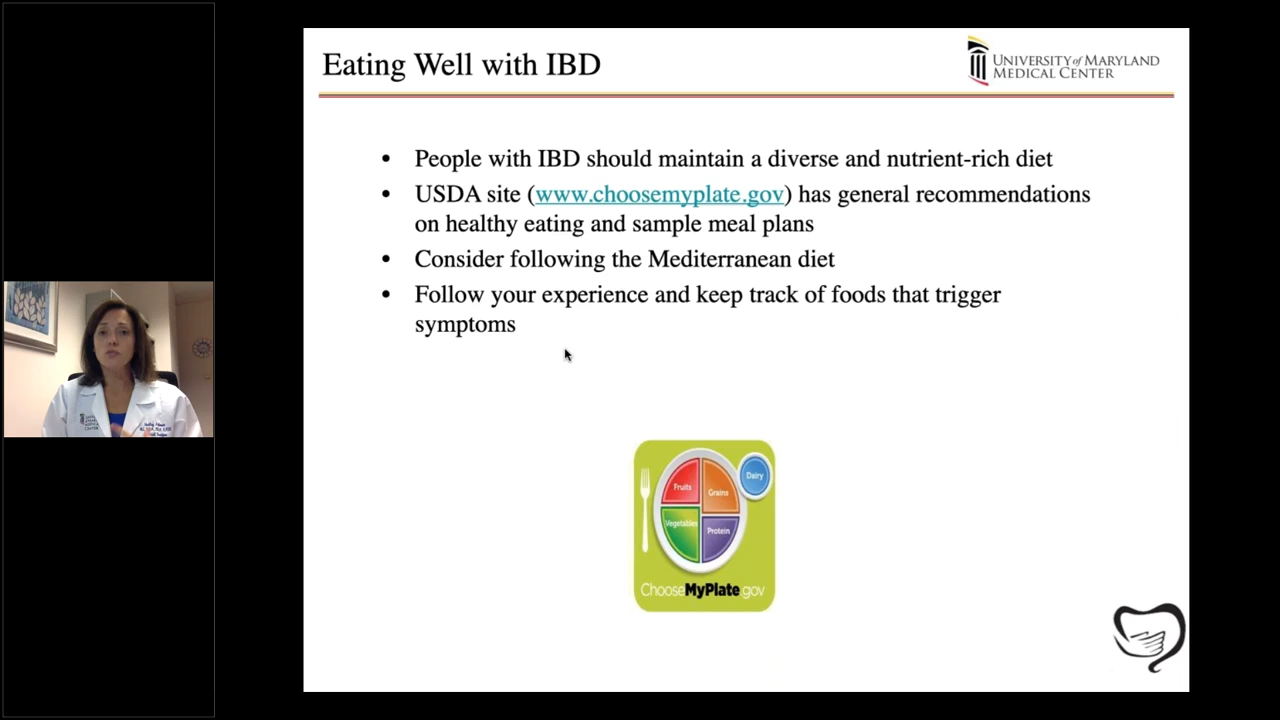 Eating Well with IBD
UNIVERSITY of MARYLAND
MEDICAL CENTER
• People with IBD should maintain a diverse and nutrient-rich diet
• USDA site (www.choosemyplate.gov) has general recommendations
on healthy eating and sample meal plans
• Consider following the Mediterranean diet
• Follow your experience and keep track of foods that trigger
symptoms
Fruits
Grains
Dairy
Vegetables
Protein
ChooseMyPlate.gov